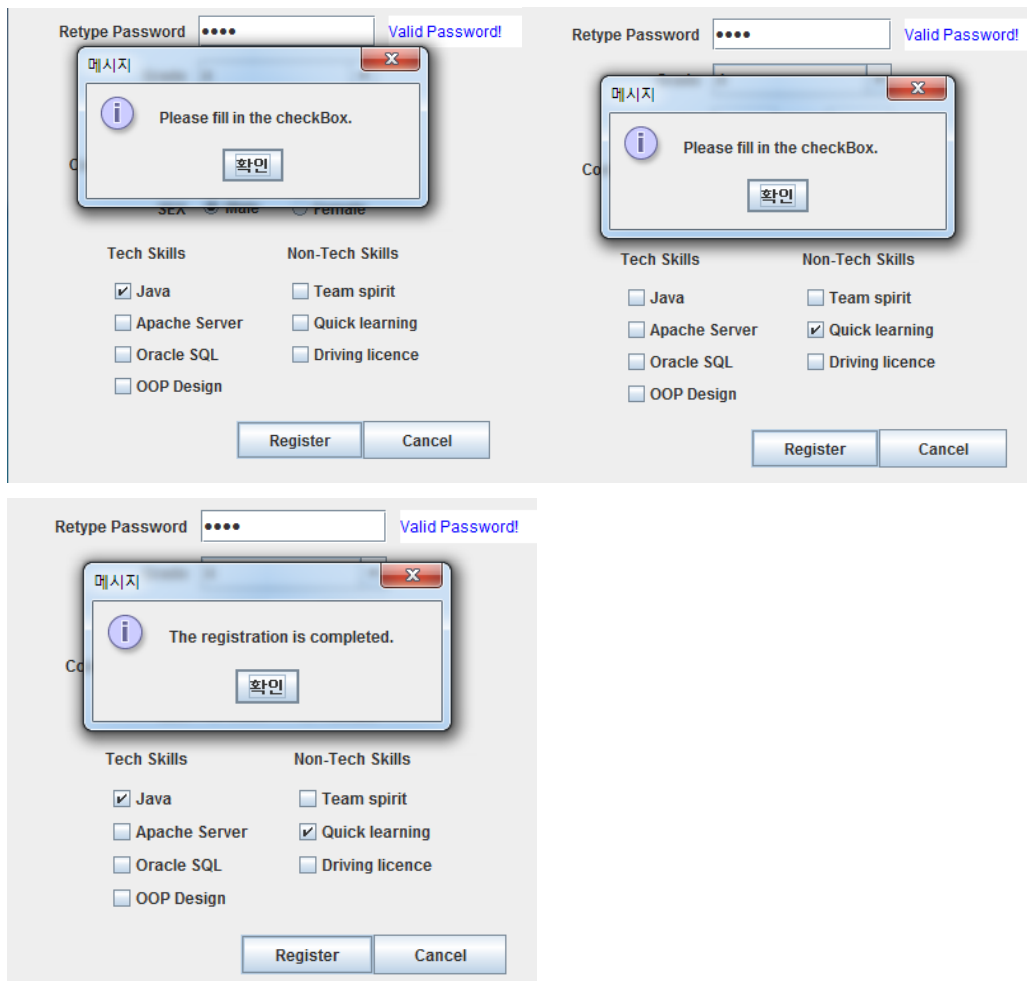 Retype Password •••• Valid Password!
메시지
Please fill in the checkBox.
확인
SEX Male Female
Tech Skills Non-Tech Skills
Java Team spirit
Apache Server Quick learning
Oracle SQL Driving licence
OOP Design
Register Cancel
Retype Password •••• Valid Password!
메시지
Please fill in the checkBox.
Co
확인
Tech Skills Non-Tech Skills
Java Team spirit
Apache Server Quick learning
Oracle SQL Driving licence
OOP Design
Register Cancel
Retype Password •••• Valid Password!
메시지
The registration is completed.
확인
Tech Skills Non-Tech Skills
Java Team spirit
Apache Server Quick learning
Oracle SQL Driving licence
OOP Design
Register Cancel